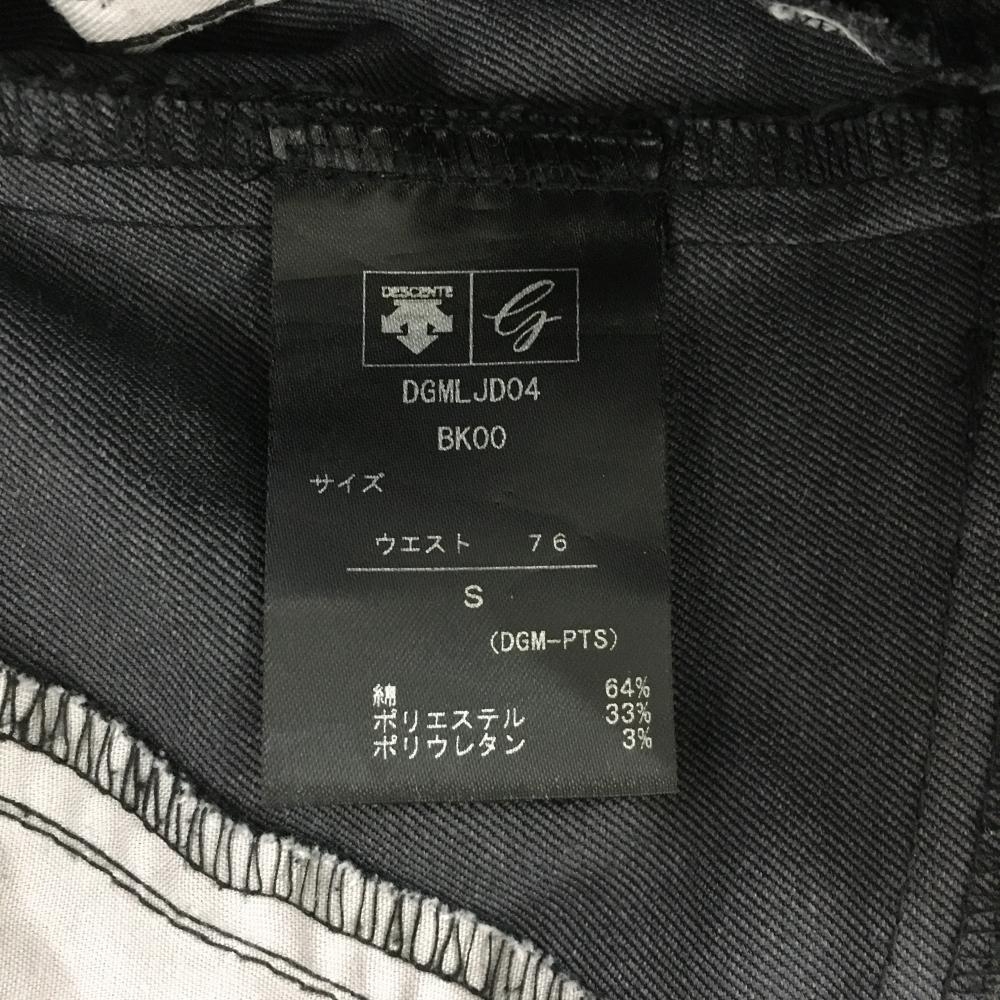 DESCENTE
G
DGMLJD04
BK00
サイズ
ウエスト 76
S
(DGM-PTS)
綿 64%
ポリエステル 33%
ポリウレタン 3%